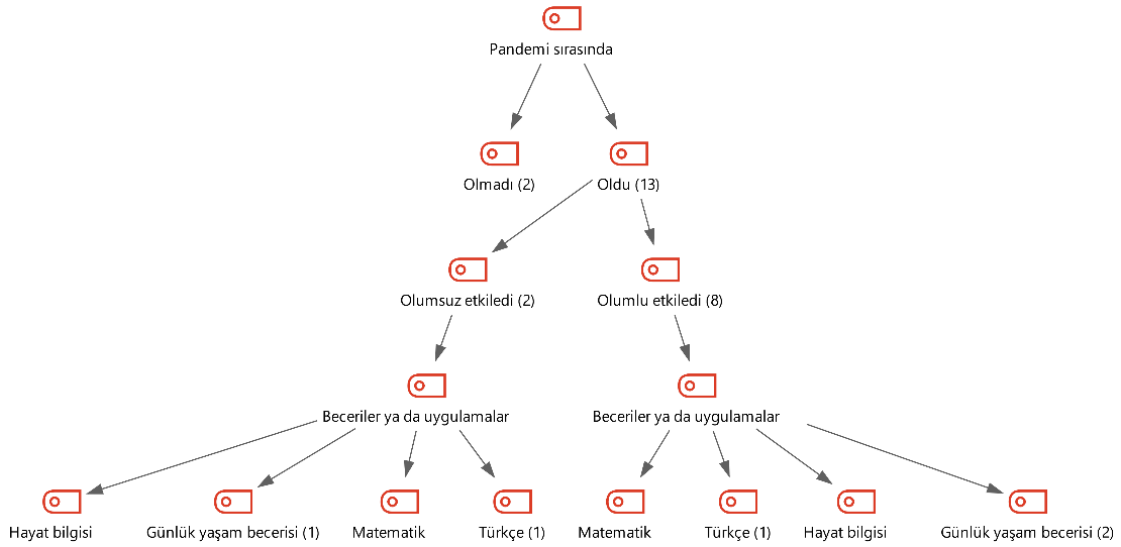 Pandemi sırasında
Olmadı (2)
Oldu (13)
Olumsuz etkiledi (2)
Olumlu etkiledi (8)
Beceriler ya da uygulamalar
Beceriler ya da uygulamalar
Hayat bilgisi
Günlük yaşam becerisi (1)
Matematik
Türkçe (1)
Matematik
Türkçe (1)
Hayat bilgisi
Günlük yaşam becerisi (2)